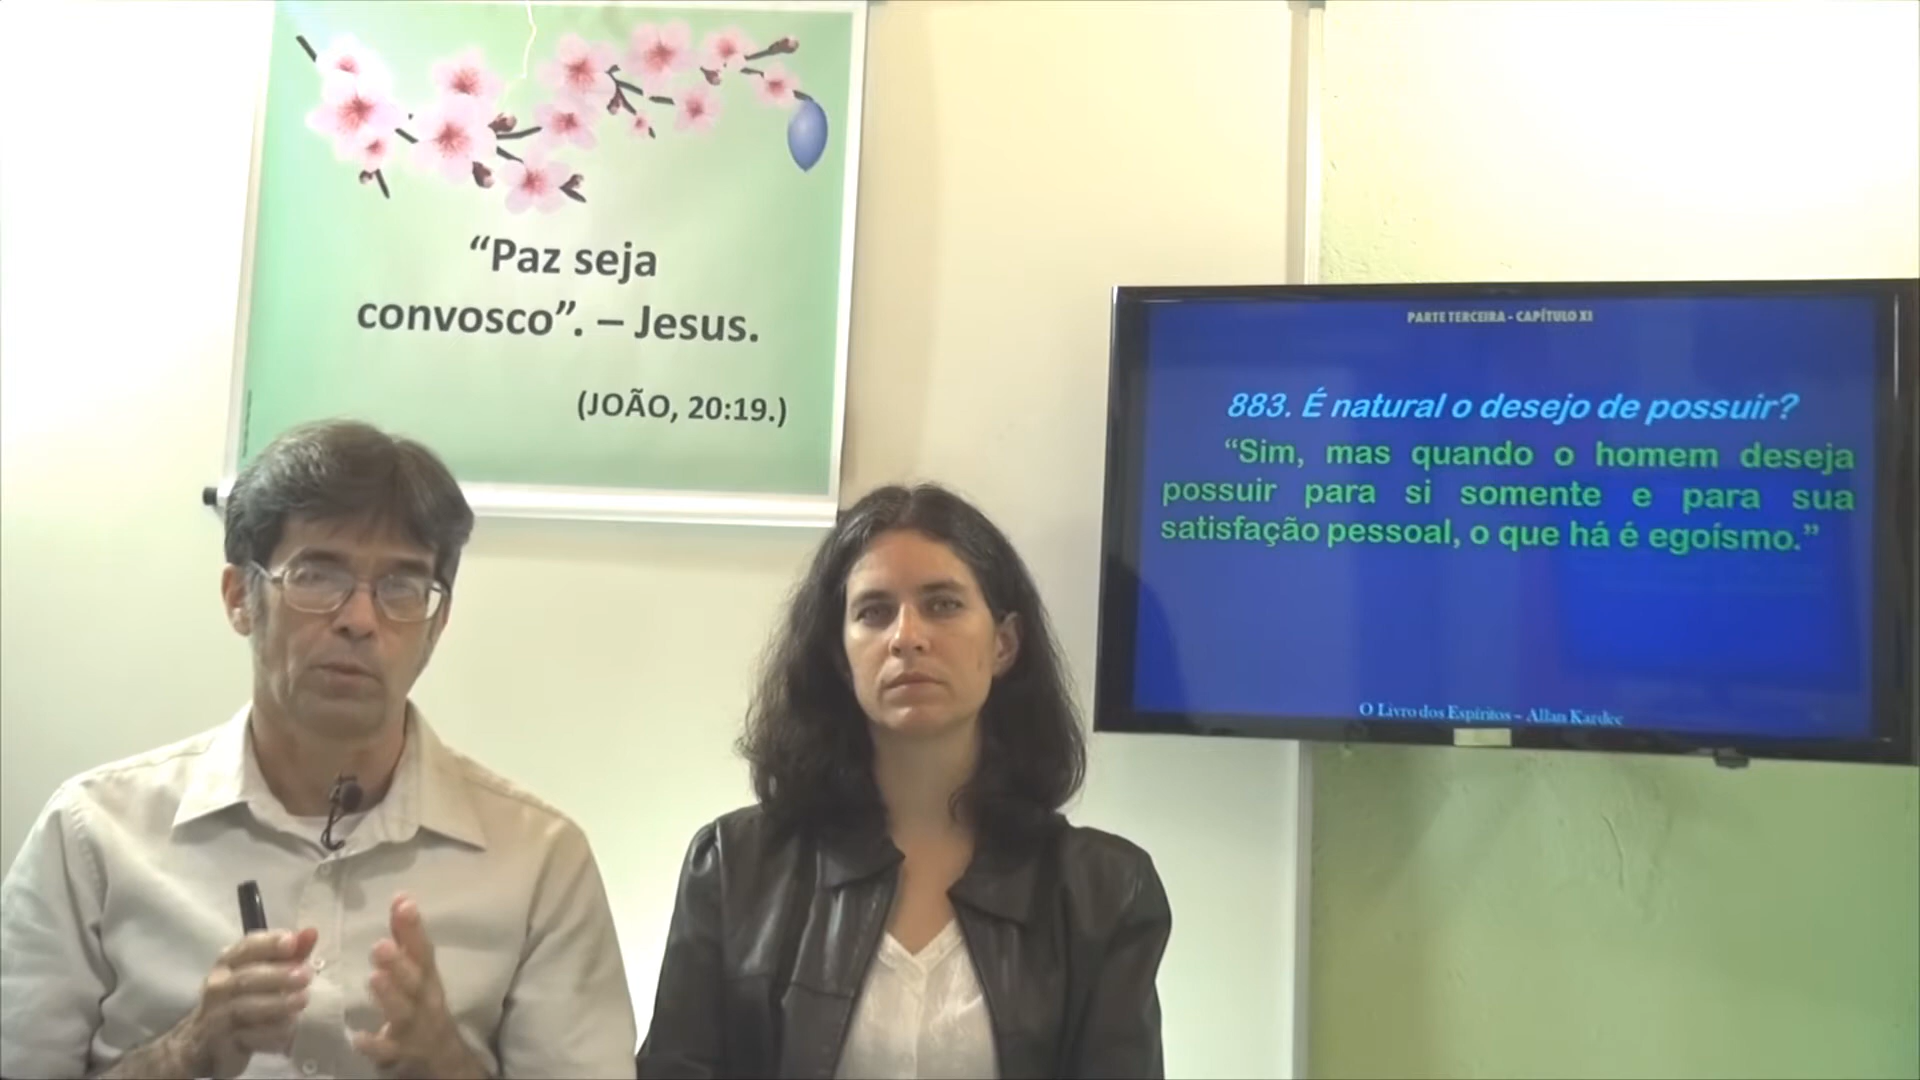 “Paz seja
convosco”. – Jesus.
(JOÃO, 20:19.)
PARTE TERCEIRA - CAPÍTULO XI
883. É natural o desejo de possuir?
“Sim, mas quando o homem deseja
possuir para si somente e para sua
satisfação pessoal, o que há é egoísmo.”
O Livro dos Espíritos – Allan Kardec